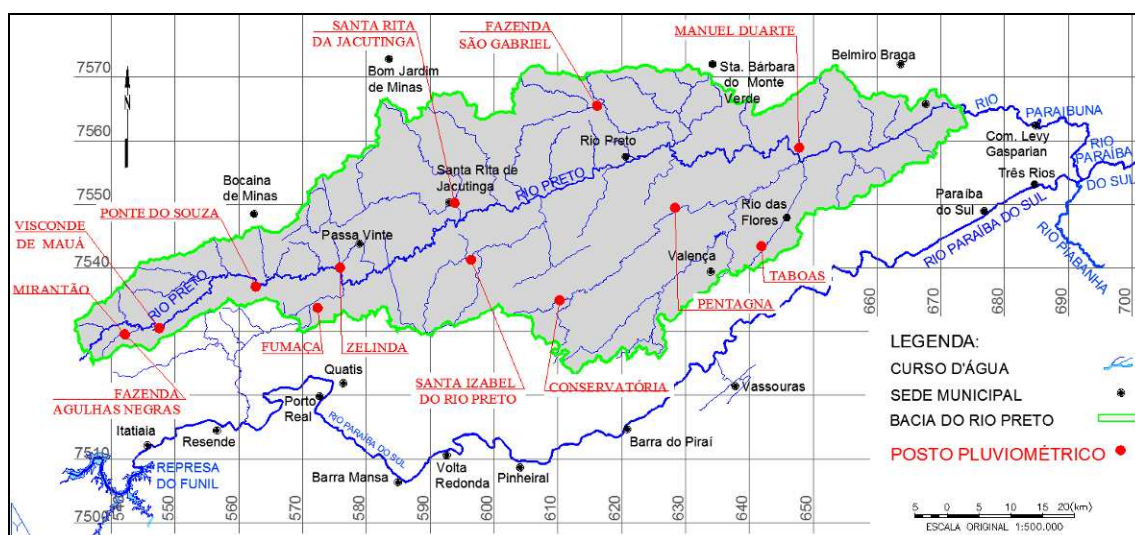 SANTA RITA
DA JACUTINGA
FAZENDA
SÃO GABRIEL
MANUEL DUARTE
Belmiro Braga
7570
Bom Jardim
de Minas
Sta. Bárbara
do Monte
Verde
N
RIO
PARAIBUNA
7560
Rio Preto
Com. Levy
Gasparian
RIO
PARAÍBA
DO SUL
Três Rios
Santa Rita de
Jacutinga
RIO PRETO
7550
Bocaina
de Minas
Paraíba
do Sul
Rio das
Flores
VISCONDE
DE MAUÁ
PONTE DO SOUZA
Passa Vinte
RIO PARAÍBA DO SUL
RIO PIABANHA
7540
Valença
TABOAS
MIRANTÃO
RIO PRETO
PENTAGNA
660
670
680
690
700
FUMAÇA
ZELINDA
LEGENDA:
CURSO D'ÁGUA
SANTA IZABEL
DO RIO PRETO
CONSERVATÓRIA
Quatis
Vassouras
SEDE MUNICIPAL
FAZENDA
AGULHAS NEGRAS
Porto
Real
BACIA DO RIO PRETO
Itatiaia
Resende
RIO PARAÍBA DO SUL
Barra do Piraí
POSTO PLUVIOMÉTRICO
7510
REPRESA
DO FUNIL
Barra Mansa
Volta
Redonda
Pinheiral
7500
540
550
560
570
580
590
600
610
620
630
640
650
5 0 5 10 15 20(km)
ESCALA ORIGINAL 1:500.000